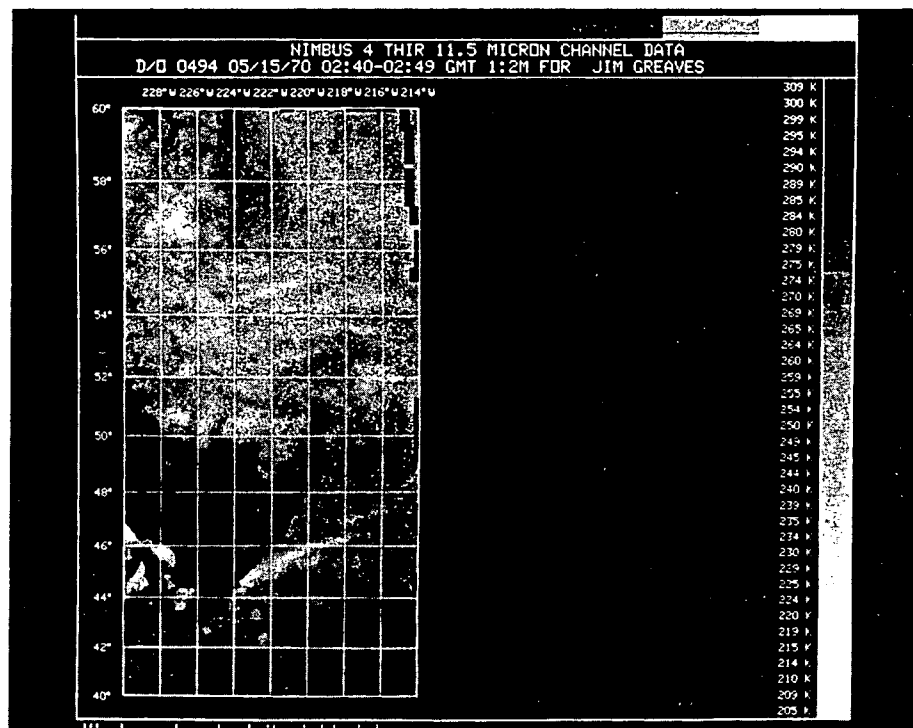 NIMBUS 4 THIR 11.5 MICRON CHANNEL DATA
D/O 0494 05/15/70 02:40-02:49 GMT 1:2M FOR JIM GREAVES
228°W 226°W 224°W 222°W 220°W 218°W 216°W 214°W
60°
58°
56°
54°
52°
50°
48°
46°
44°
42°
40°
309 K
300 K
299 K
295 K
294 K
290 K
289 K
285 K
284 K
280 K
279 K
275 K
274 K
270 K
269 K
265 K
264 K
260 K
259 K
255 K
254 K
250 K
249 K
245 K
244 K
240 K
239 K
235 K
234 K
230 K
229 K
225 K
224 K
220 K
219 K
215 K
214 K
210 K
209 K
205 K